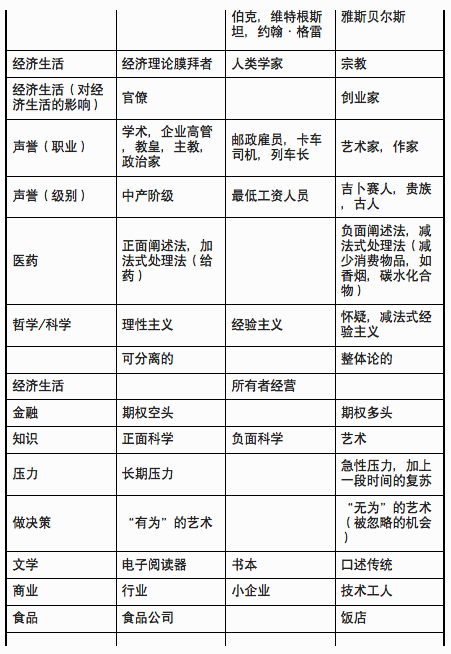 伯克，维特根斯 雅斯贝尔斯
坦，约翰·格雷
经济生活 经济理论膜拜者 人类学家 宗教
经济生活（对经 官僚 创业家
济生活的影响）
声誉（职业） 学术，企业高管 邮政雇员，卡车 艺术家，作家
，教皇，主教， 司机，列车长
政治家
声誉（级别） 中产阶级 最低工资人员 吉卜赛人，贵族
，古人
医药 正面阐述法，加 负面阐述法，减
法式处理法（给 法式处理法（减
药） 少消费物品，如
香烟，碳水化合
物）
哲学/科学 理性主义 经验主义 怀疑，减法式经
验主义
可分离的 整体论的
经济生活 所有者经营
金融 期权空头 期权多头
知识 正面科学 负面科学 艺术
压力 长期压力 急性压力，加上
一段时间的复苏
做决策 “有为”的艺术 “无为”的艺术
（被忽略的机会
）
文学 电子阅读器 书本 口述传统
商业 行业 小企业 技术工人
食品 食品公司 饭店